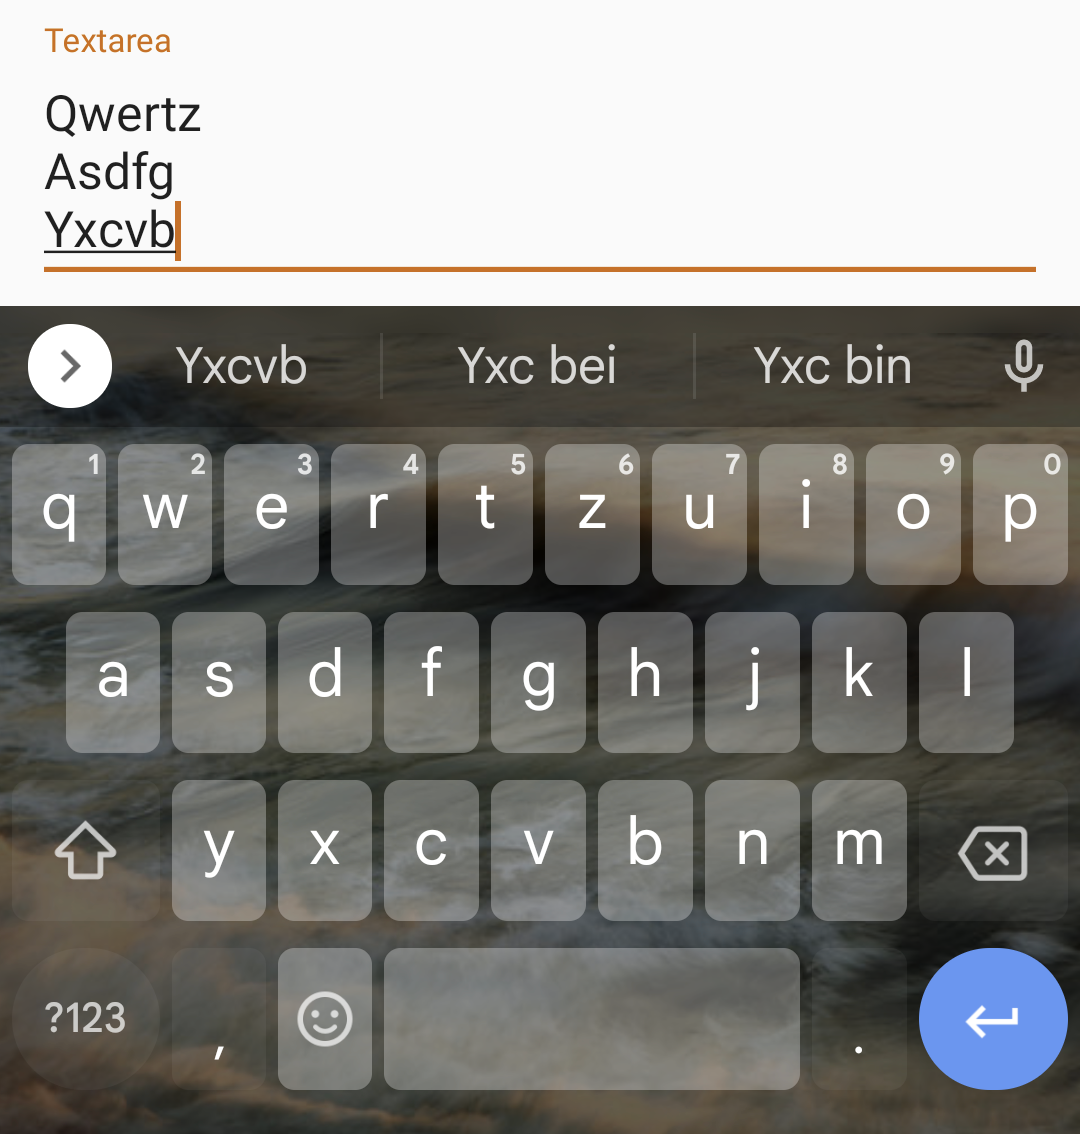 Textarea
Qwertz
Asdfg
Yxcvb
Yxcvb Yxc bei Yxc bin
1 2 3 4 5 6 7 8 9 0
q w e r t z u i o p
a s d f g h j k l
y x c v b n m
?123 , .